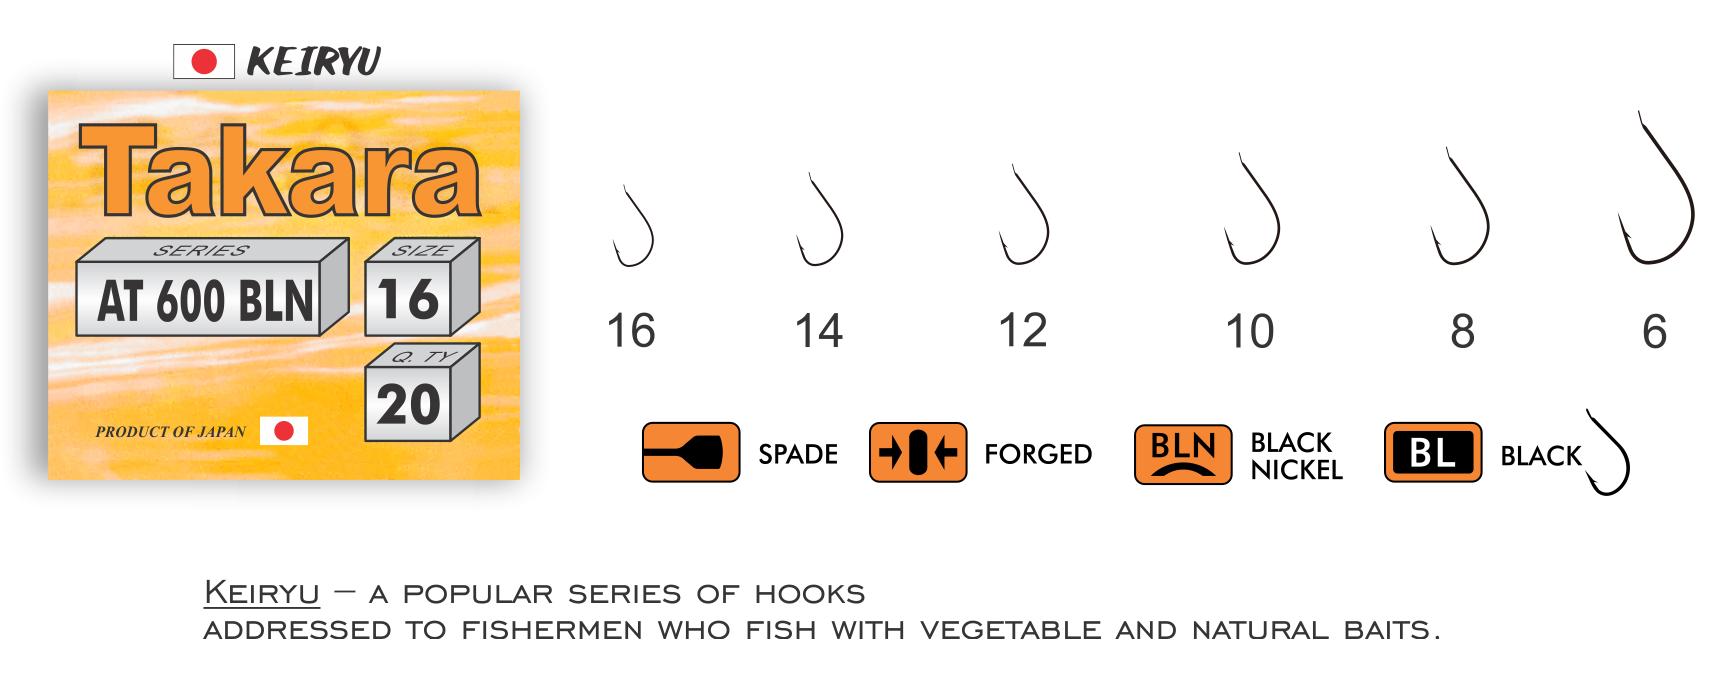 KEIRYU
Takara
SERIES
SIZE
AT 600 BLN
16
Q. TY
20
PRODUCT OF JAPAN
16 14 12 10 8 6
SPADE
FORGED
BLN
BLACK
NICKEL
BL
BLACK
KEIRYU – A POPULAR SERIES OF HOOKS
ADDRESSED TO FISHERMEN WHO FISH WITH VEGETABLE AND NATURAL BAITS.